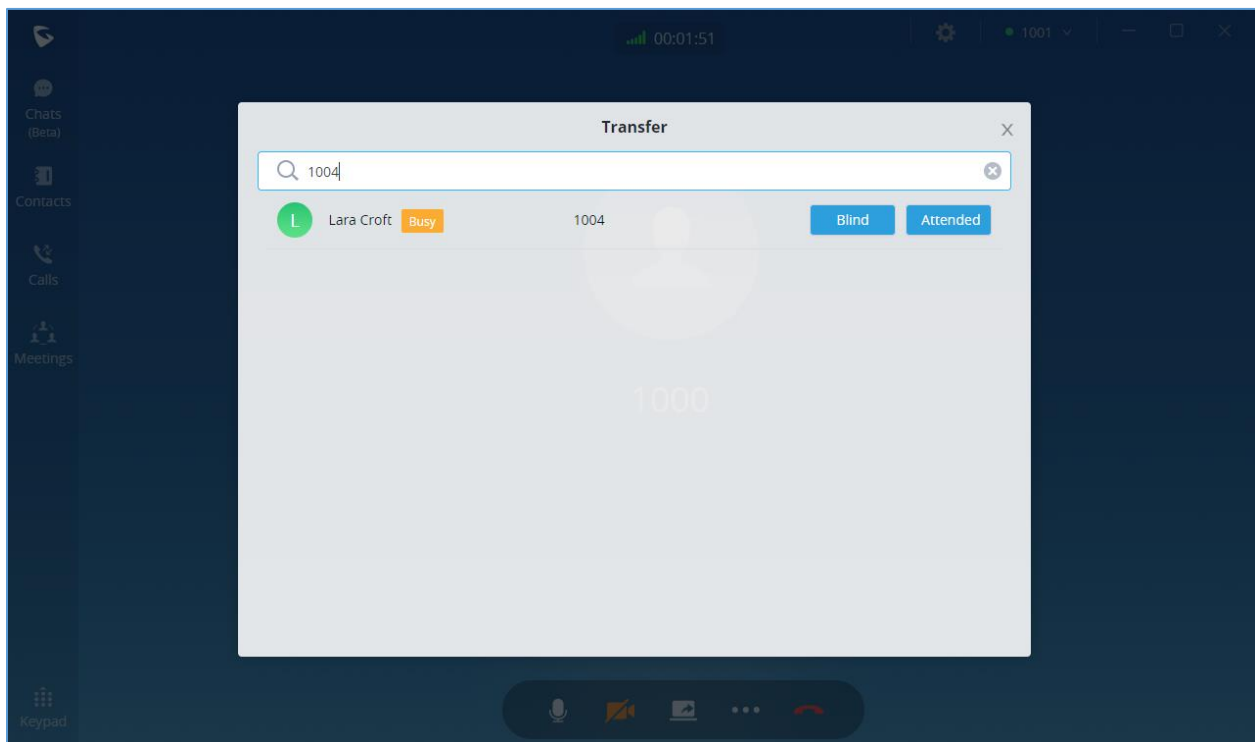 00:01:51
1001
Chats
(Beta)
Contacts
Calls
Meetings
Keypad
Transfer
X
1004
L Lara Croft Busy 1004 Blind Attended
1000